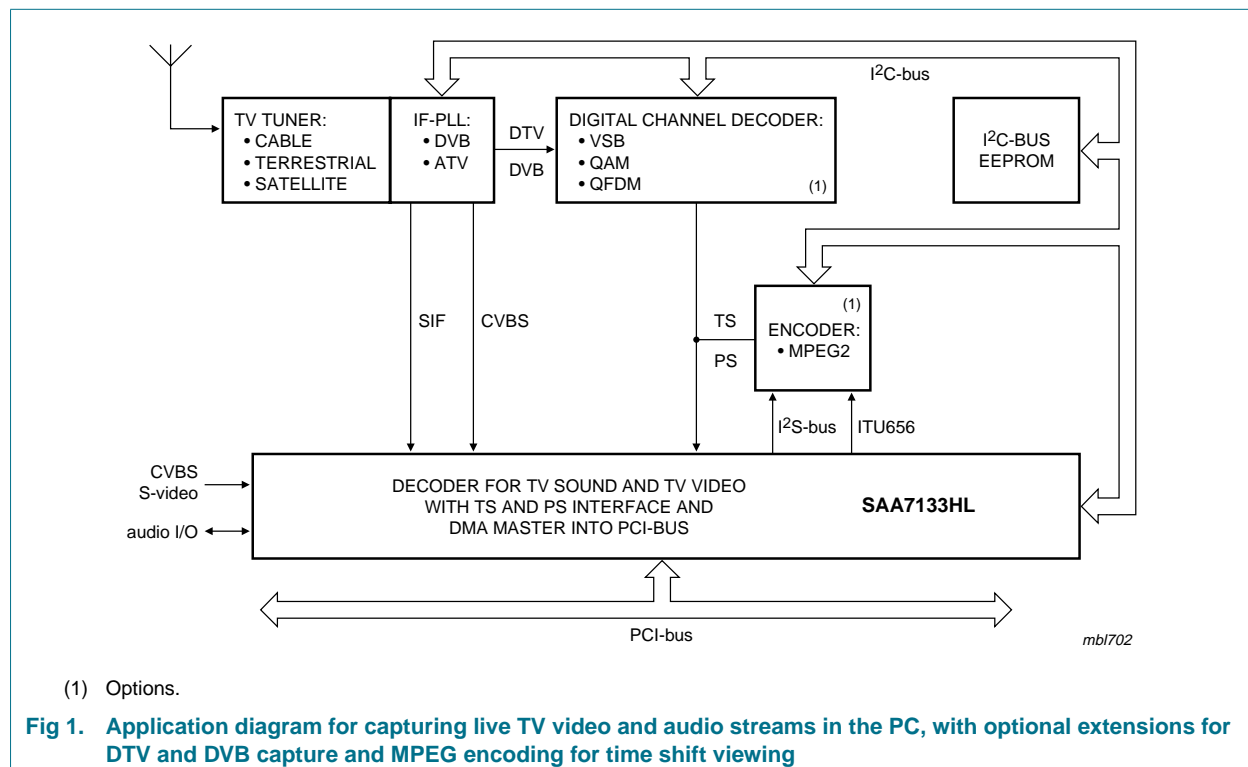 I2C-bus
TV TUNER:
• CABLE
• TERRESTRIAL
• SATELLITE
IF-PLL:
• DVB
• ATV
DTV
DVB
DIGITAL CHANNEL DECODER:
• VSB
• QAM
• QFDM
(1)
I2C-BUS
EEPROM
SIF
CVBS
TS
PS
(1)
ENCODER:
• MPEG2
I2S-bus
ITU656
CVBS
S-video
audio I/O
DECODER FOR TV SOUND AND TV VIDEO
WITH TS AND PS INTERFACE AND
DMA MASTER INTO PCI-BUS
SAA7133HL
PCI-bus
mbl702
(1) Options.
Fig 1. Application diagram for capturing live TV video and audio streams in the PC, with optional extensions for
DTV and DVB capture and MPEG encoding for time shift viewing